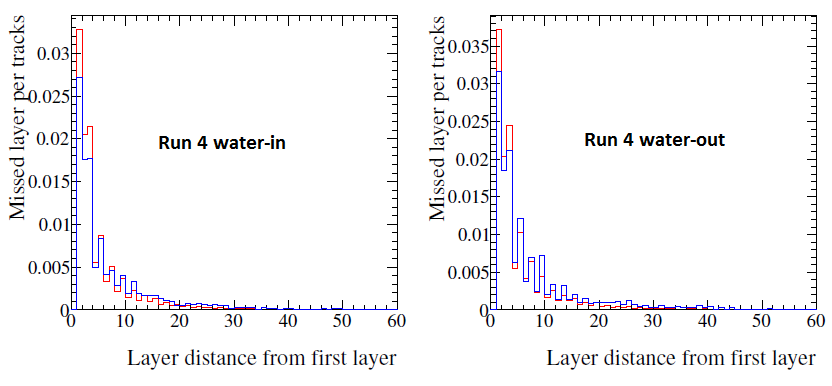 Missed layer per tracks
0.03
0.025
0.02
0.015
0.01
0.005
0
Run 4 water-in
0 10 20 30 40 50 60
Layer distance from first layer
Missed layer per tracks
0.035
0.03
0.025
0.02
0.015
0.01
0.005
0
Run 4 water-out
0 10 20 30 40 50 60
Layer distance from first layer